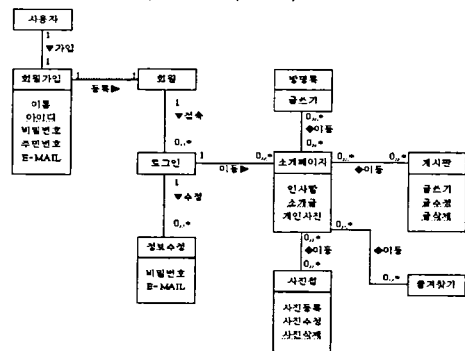 사용자
1
▼가입
1
회원가입
이름
아이디
비밀번호
주민번호
E-MAIL
1
등록▶
1
회원
1
▼접속
0..*
로그인
1
이동▶
0..*
1
▼수정
0..*
정보수정
비밀번호
E-MAIL
방명록
글쓰기
0..*
◆이동
0..*
소개페이지
인사말
소개글
개인사진
0..*
◆이동
0..*
게시판
글쓰기
글수정
글삭제
0..*
◆이동
0..*
사진첩
사진등록
사진수정
사진삭제
0..*
◆이동
0..*
즐겨찾기